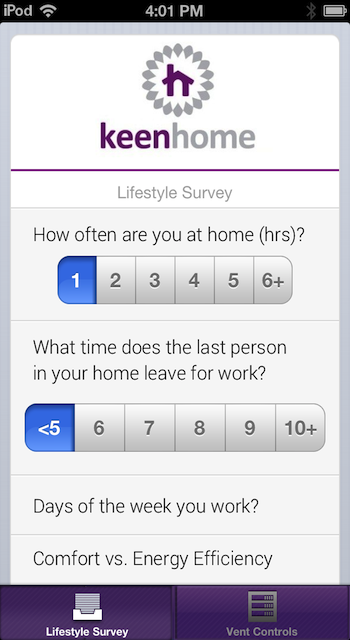 iPod 4:01 PM
keenhome
Lifestyle Survey
How often are you at home (hrs)?
1 2 3 4 5 6+
What time does the last person
in your home leave for work?
<5 6 7 8 9 10+
Days of the week you work?
Comfort vs. Energy Efficiency
Lifestyle Survey Vent Controls